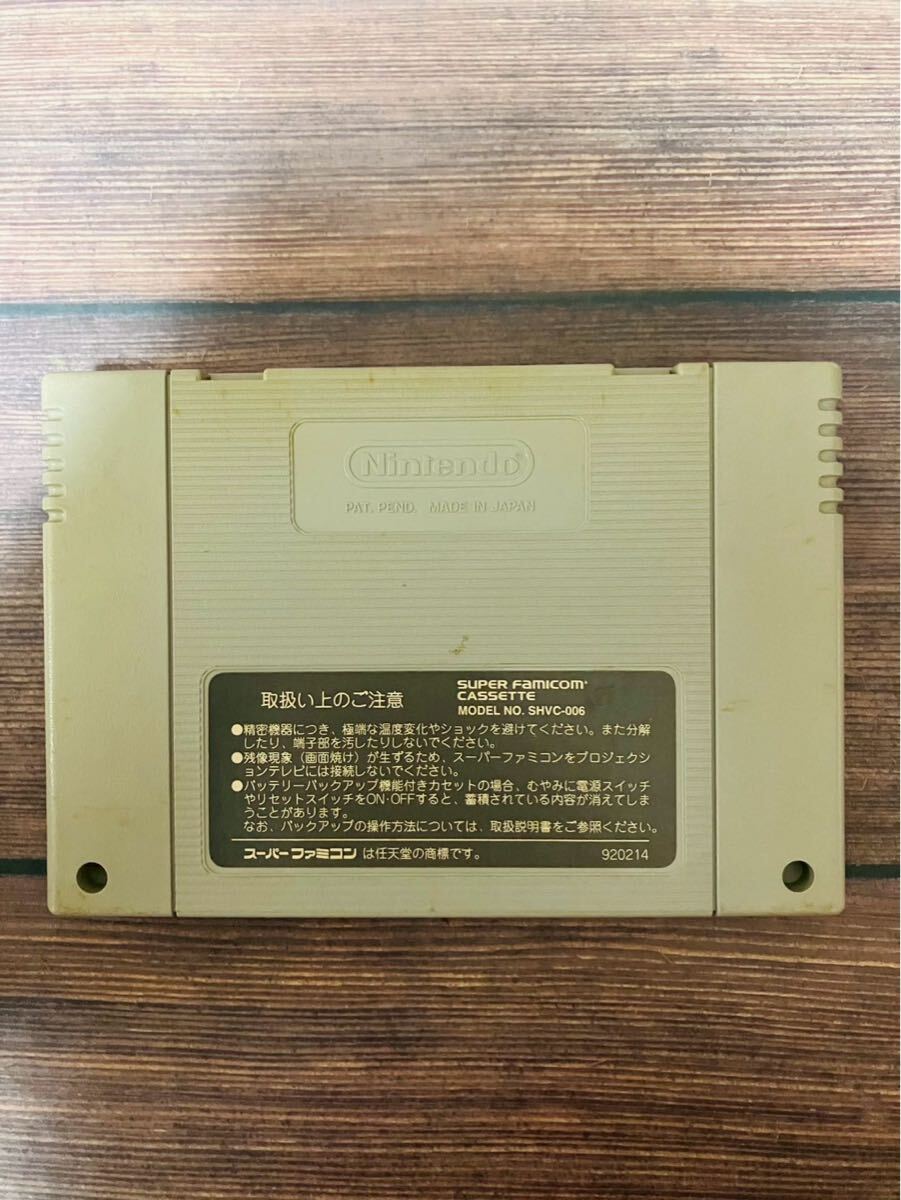 Nintendo®
PAT. PEND. MADE IN JAPAN
取扱い上のご注意
SUPER FAMICOM
CASSETTE
MODEL NO. SHVC-006
●精密機器につき、極端な温度変化やショックを避けてください。また分解
したり、端子部を汚したりしないでください。
●残像現象（画面焼け）が生ずるため、スーパーファミコンをプロジェクシ
ョンテレビには接続しないでください。
●バッテリーバックアップ機能付きカセットの場合、むやみに電源スイッチ
やリセットスイッチをON・OFFすると、蓄積されている内容が消えてしま
うことがあります。
なお、バックアップの操作方法については、取扱説明書をご参照ください。
スーパーファミコン は任天堂の商標です。
920214